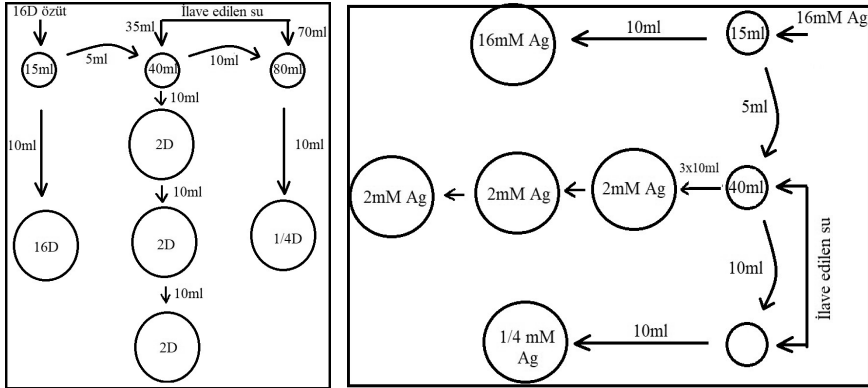 16D özüt
İlave edilen su
35ml
70ml
5ml
10ml
15ml
40ml
80ml
10ml
2D
10ml
10ml
10ml
16D
2D
1/4D
10ml
2D
16mM Ag
10ml
15ml
16mM Ag
5ml
2mM Ag
2mM Ag
2mM Ag
3x10ml
40ml
10ml
İlave edilen su
1/4 mM
Ag
10ml